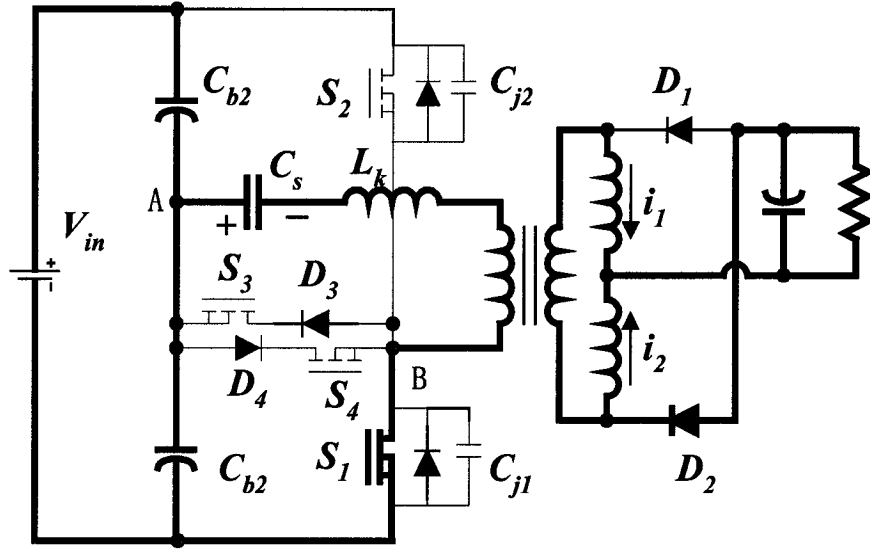 C_b2
S_2
C_j2
D_1
A
C_s
L_k
+
−
V_in
+
-
i_1
S_3
D_3
D_4
S_4
B
i_2
S_1
C_b2
C_j1
D_2